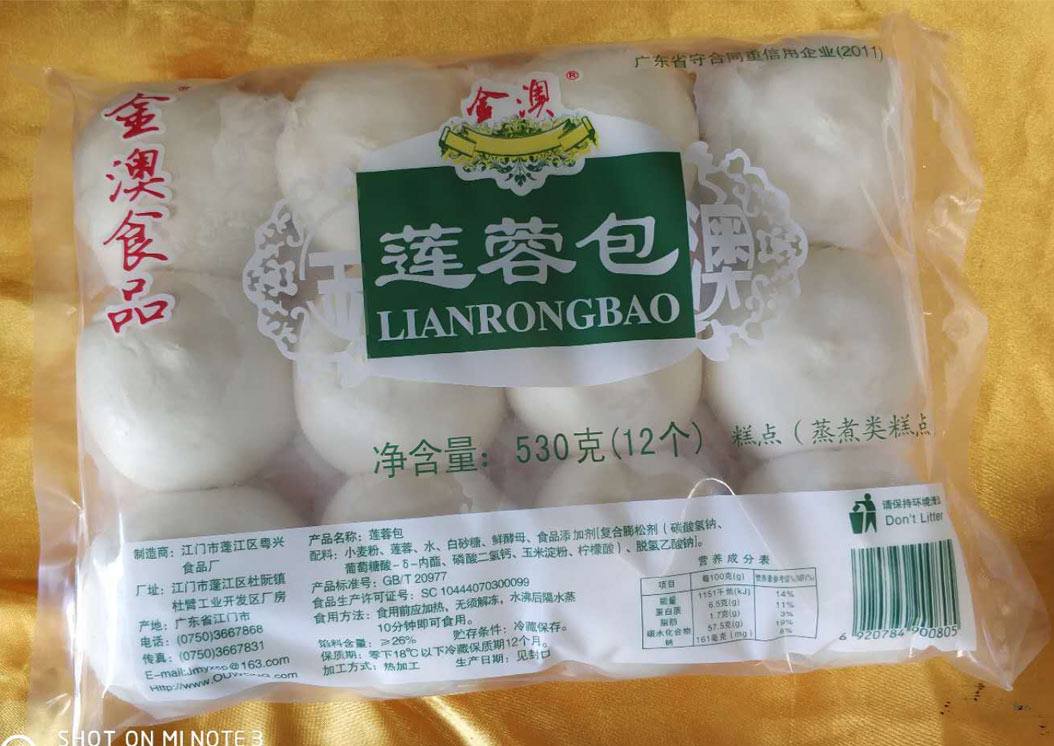 广东省守合同重信用企业(2011)
金澳®
金澳食品
莲蓉包
澳
LIANRONGBAO
净含量：530克(12个)
糕点（蒸煮类糕点
请保持环境清洁
Don't Litter
制造商：江门市蓬江区粤兴
食品厂
厂址：江门市蓬江区杜阮镇
杜臂工业开发区厂房
产地：广东省江门市
电话：(0750)3667868
传真：(0750)3667831
@163.com
Http://www.
产品名称：莲蓉包
配料：小麦粉、莲蓉、水、白砂糖、鲜酵母、食品添加剂[复合膨松剂（碳酸氢钠、
葡萄糖酸-δ-内酯、磷酸二氢钙、玉米淀粉、柠檬酸）、脱氢乙酸钠]。
产品标准号：GB/T 20977
食品生产许可证号：SC 10444070300099
食用方法：食用前应加热，无须解冻，水沸后隔水蒸
10分钟即可食用。
馅料含量：≥26% 贮存条件：冷藏保存。
保质期：零下18℃以下冷藏保质期12个月。
加工方式：热加工 生产日期：见封口
营养成分表
项目 每100克(g) 营养素参考值%(NRV%)
能量 1151千焦(kJ) 14%
蛋白质 6.5克(g) 11%
脂肪 1.7克(g) 3%
碳水化合物 57.5克(g) 19%
钠 161毫克(mg) 8%
6 920784 900805
SHOT ON MI NOTE 3